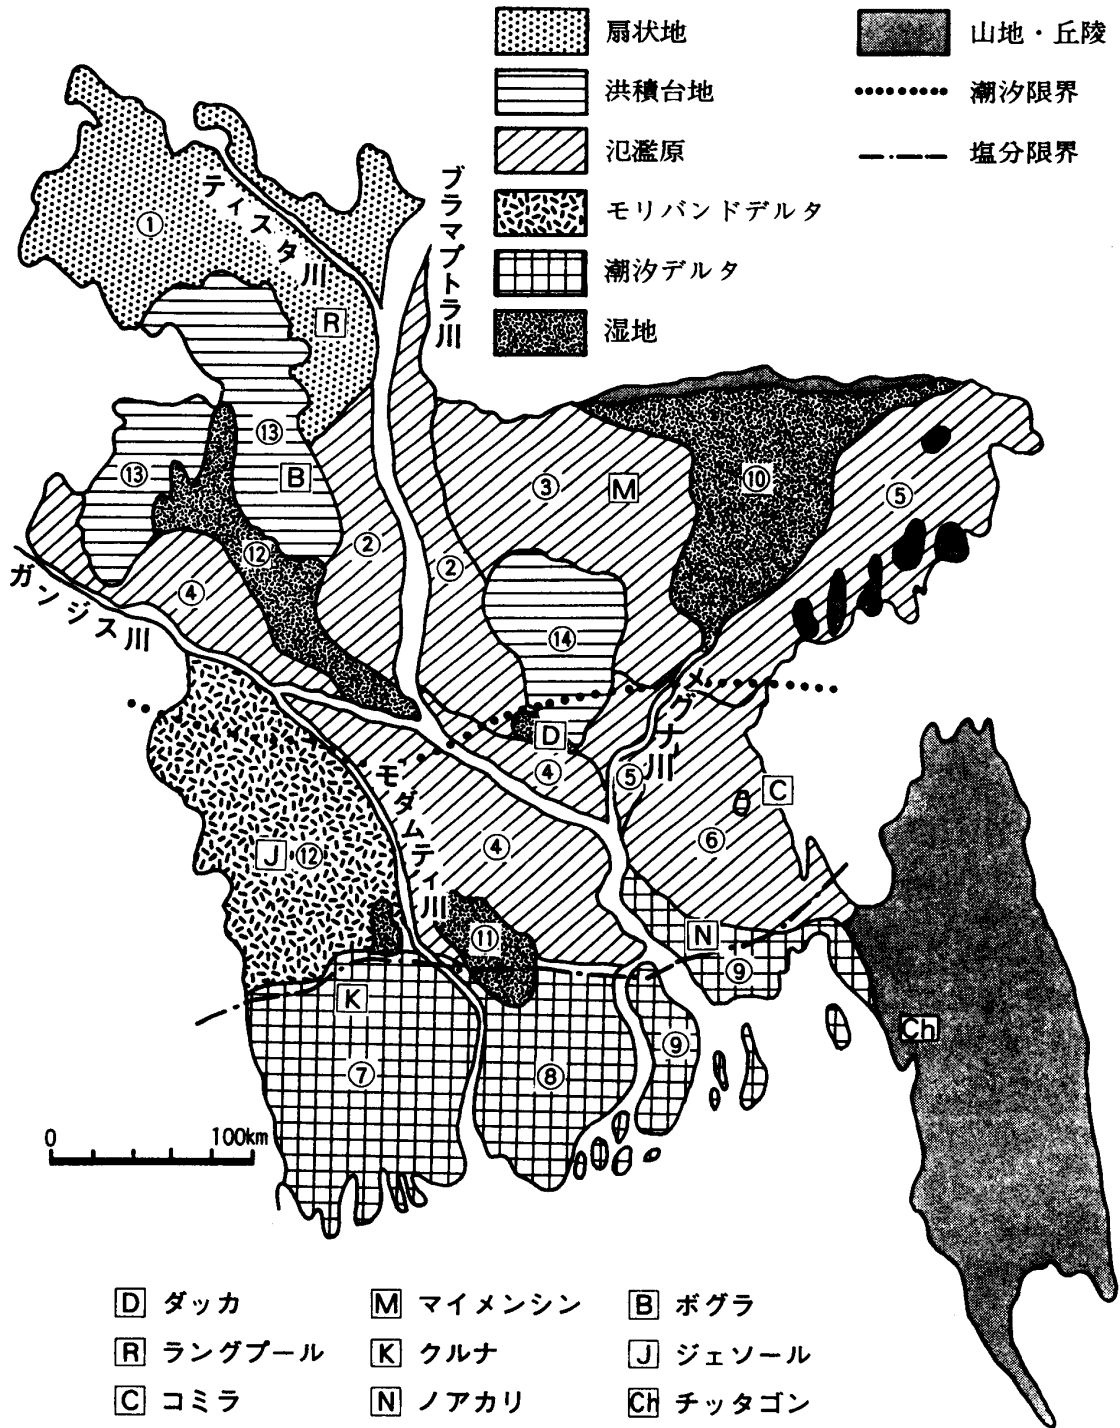 扇状地
山地・丘陵
洪積台地
潮汐限界
氾濫原
塩分限界
モリバンドデルタ
潮汐デルタ
湿地
ティスタ川
ブラマプトラ川
ガンジス川
モダムティ川
メグナ川
①
R
⑬
⑬
B
②
②
③
M
⑩
⑤
⑫
④
⑭
D
④
⑤
C
⑥
④
J
⑫
⑪
N
⑨
K
⑦
⑧
⑨
Ch
0 100km
D ダッカ
M マイメンシン
B ボグラ
R ラングプール
K クルナ
J ジェソール
C コミラ
N ノアカリ
Ch チッタゴン